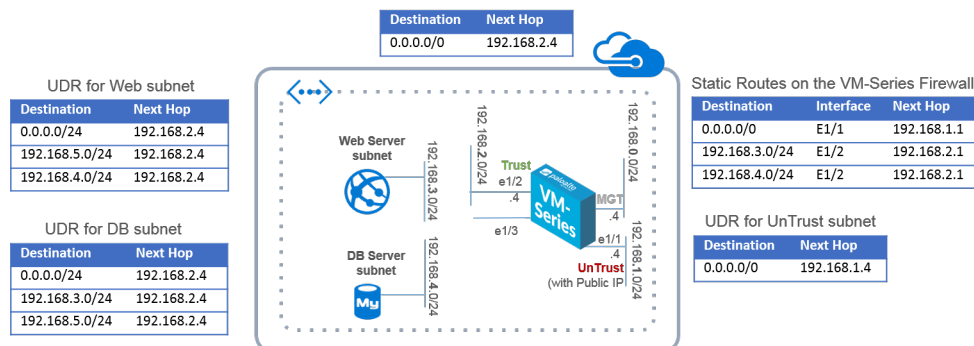 Destination Next Hop
0.0.0.0/0 192.168.2.4
UDR for Web subnet
Destination Next Hop
0.0.0.0/24 192.168.2.4
192.168.5.0/24 192.168.2.4
192.168.4.0/24 192.168.2.4
UDR for DB subnet
Destination Next Hop
0.0.0.0/24 192.168.2.4
192.168.3.0/24 192.168.2.4
192.168.5.0/24 192.168.2.4
Web Server
subnet
192.168.3.0/24
DB Server
subnet
My
192.168.4.0/24
192.168.2.0/24
Trust
e1/2
.4
e1/3
paloalto
VM-
Series
192.168.0.0/24
MGT
.4
e1/1
.4
UnTrust
(with Public IP
192.168.1.0/24
Static Routes on the VM-Series Firewall
Destination Interface Next Hop
0.0.0.0/0 E1/1 192.168.1.1
192.168.3.0/24 E1/2 192.168.2.1
192.168.4.0/24 E1/2 192.168.2.1
UDR for UnTrust subnet
Destination Next Hop
0.0.0.0/0 192.168.1.4